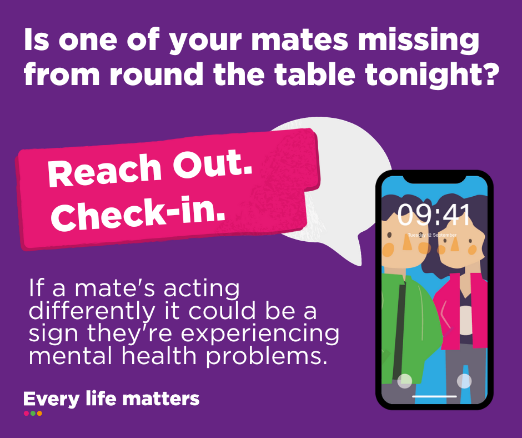 Is one of your mates missing
from round the table tonight?
Reach Out.
Check-in.
09:41
If a mate's acting
differently it could be a
sign they're experiencing
mental health problems.
Every life matters